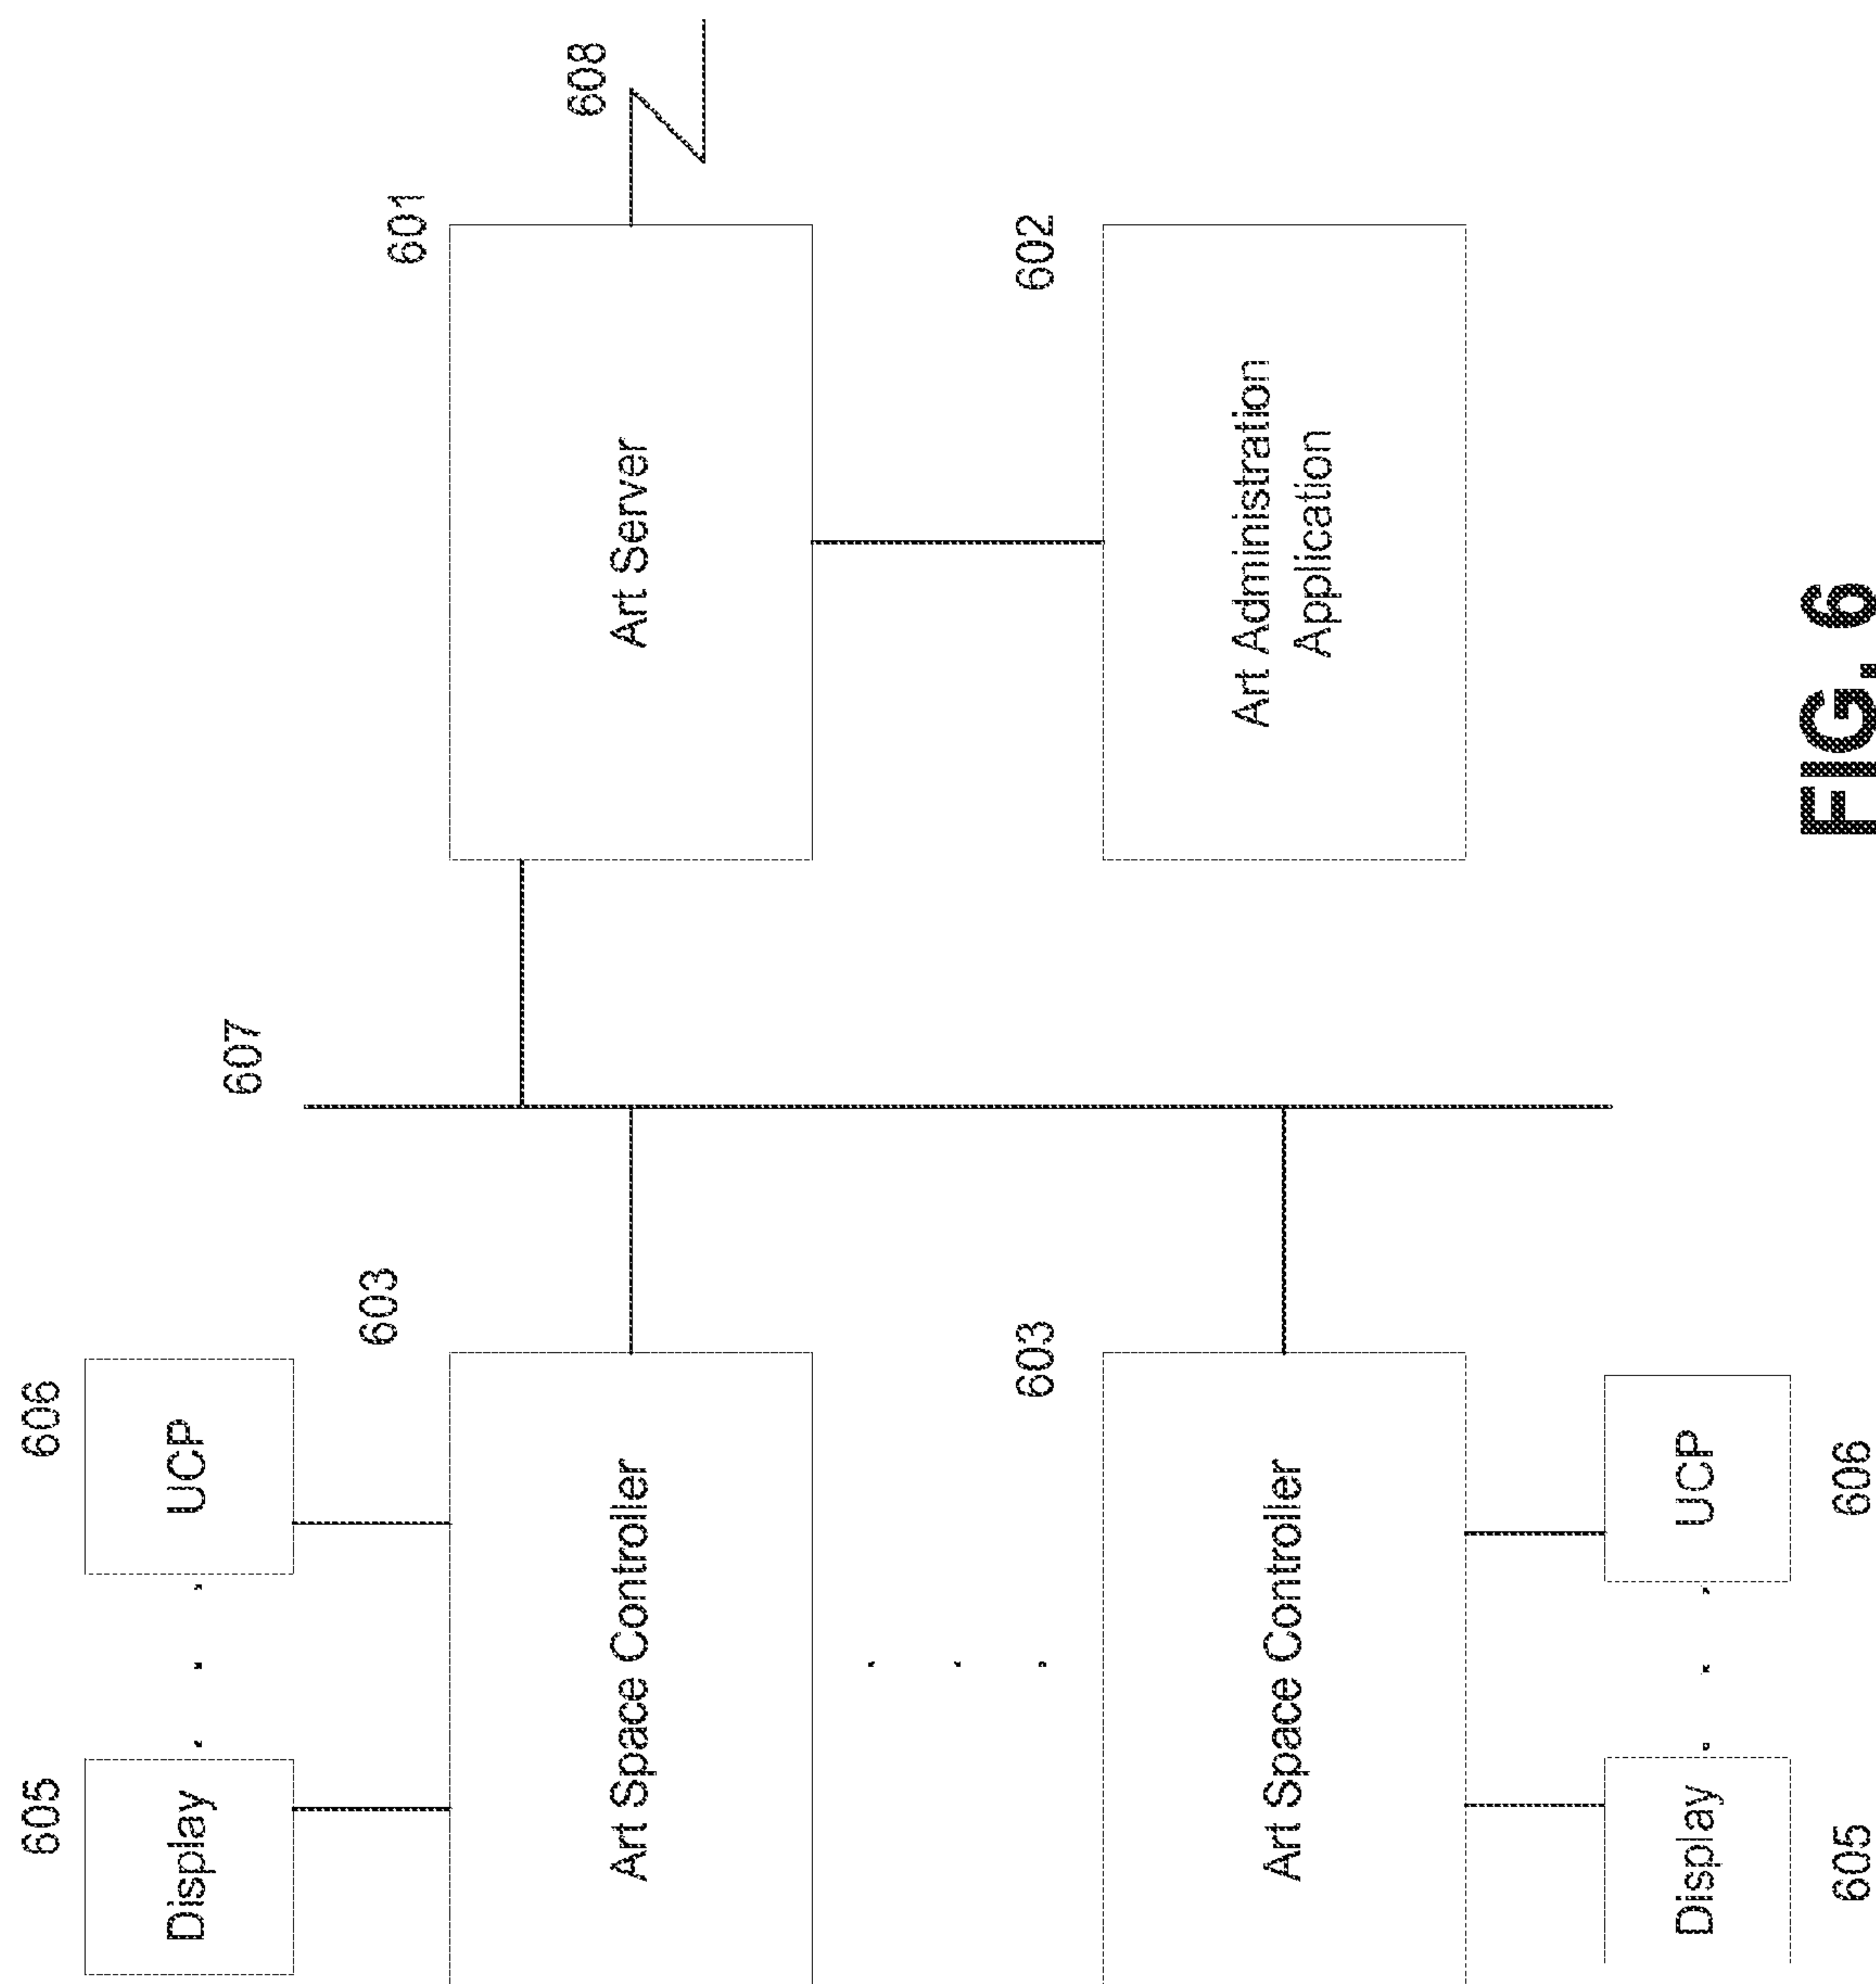 605
606
Display
UCP
607
603
601
608
Art Space Controller
Art Server
603
602
Art Space Controller
Art Administration
Application
Display
UCP
605
606
FIG. 6